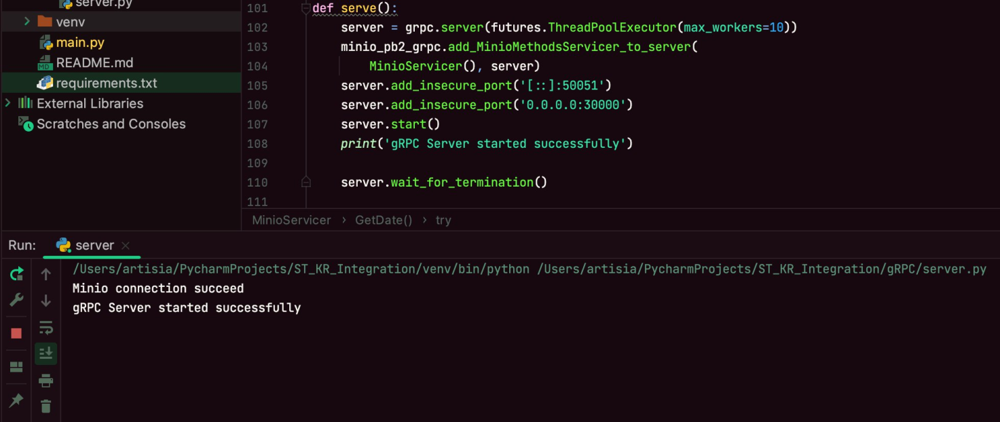 server.py
venv
main.py
MD README.md
requirements.txt
External Libraries
Scratches and Consoles
101 def serve():
102 server = grpc.server(futures.ThreadPoolExecutor(max_workers=10))
103 minio_pb2_grpc.add_MinioMethodsServicer_to_server(
104 MinioServicer(), server)
105 server.add_insecure_port('[::]:50051')
106 server.add_insecure_port('0.0.0.0:30000')
107 server.start()
108 print('gRPC Server started successfully')
109
110 server.wait_for_termination()
111
MinioServicer › GetDate() › try
Run: server
/Users/artisia/PycharmProjects/ST_KR_Integration/venv/bin/python /Users/artisia/PycharmProjects/ST_KR_Integration/gRPC/server.py
Minio connection succeed
gRPC Server started successfully